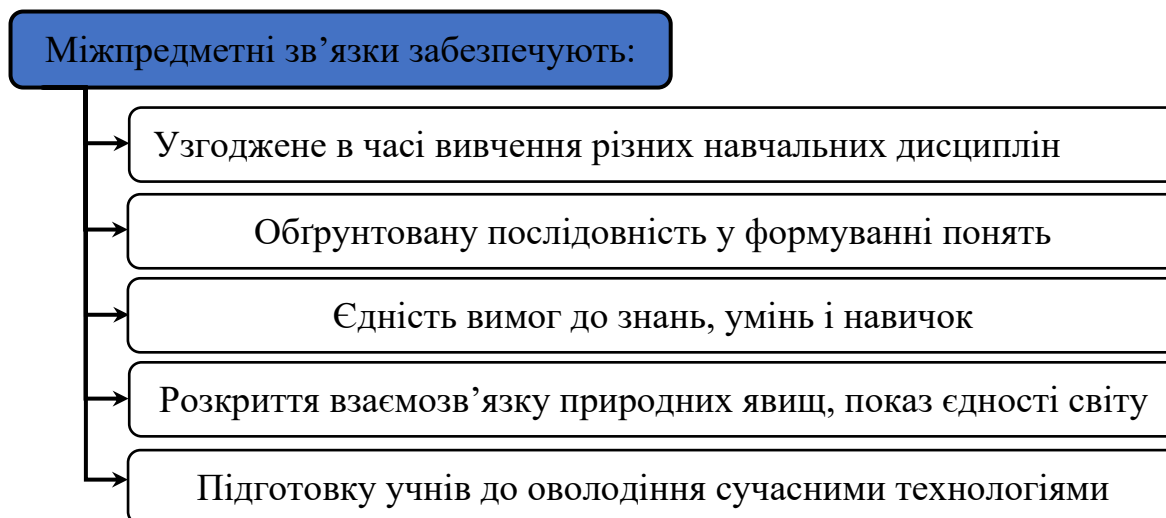 Міжпредметні зв’язки забезпечують:
Узгоджене в часі вивчення різних навчальних дисциплін
Обґрунтовану послідовність у формуванні понять
Єдність вимог до знань, умінь і навичок
Розкриття взаємозв’язку природних явищ, показ єдності світу
Підготовку учнів до оволодіння сучасними технологіями